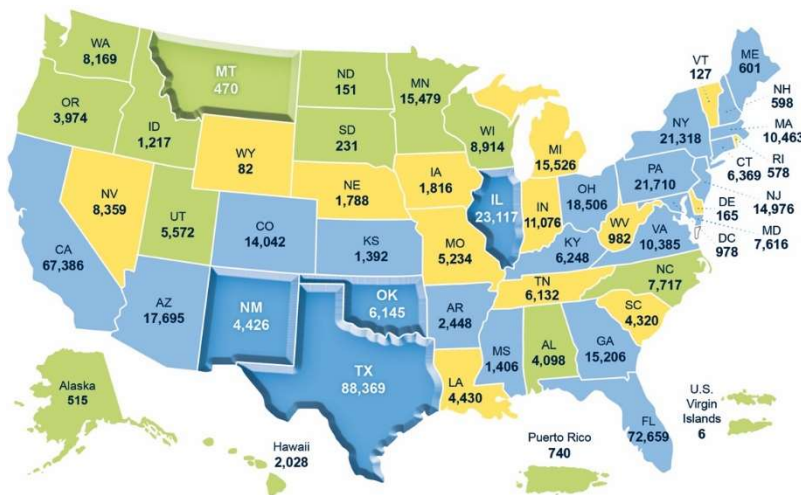 WA
8,169
MT
470
ND
151
MN
15,479
VT
127
ME
601
NH
598
OR
3,974
ID
1,217
SD
231
WI
8,914
NY
21,318
MA
10,463
WY
82
MI
15,526
RI
578
CT
6,369
NV
8,359
NE
1,788
IA
1,816
PA
21,710
NJ
14,976
IL
23,117
IN
11,076
OH
18,506
DE
165
MD
7,616
UT
5,572
CO
14,042
WV
982
VA
10,385
DC
978
CA
67,386
KS
1,392
MO
5,234
KY
6,248
NC
7,717
TN
6,132
AZ
17,695
NM
4,426
OK
6,145
AR
2,448
SC
4,320
MS
1,406
AL
4,098
GA
15,206
TX
88,369
LA
4,430
FL
72,659
Alaska
515
Hawaii
2,028
Puerto Rico
740
U.S.
Virgin
Islands
6